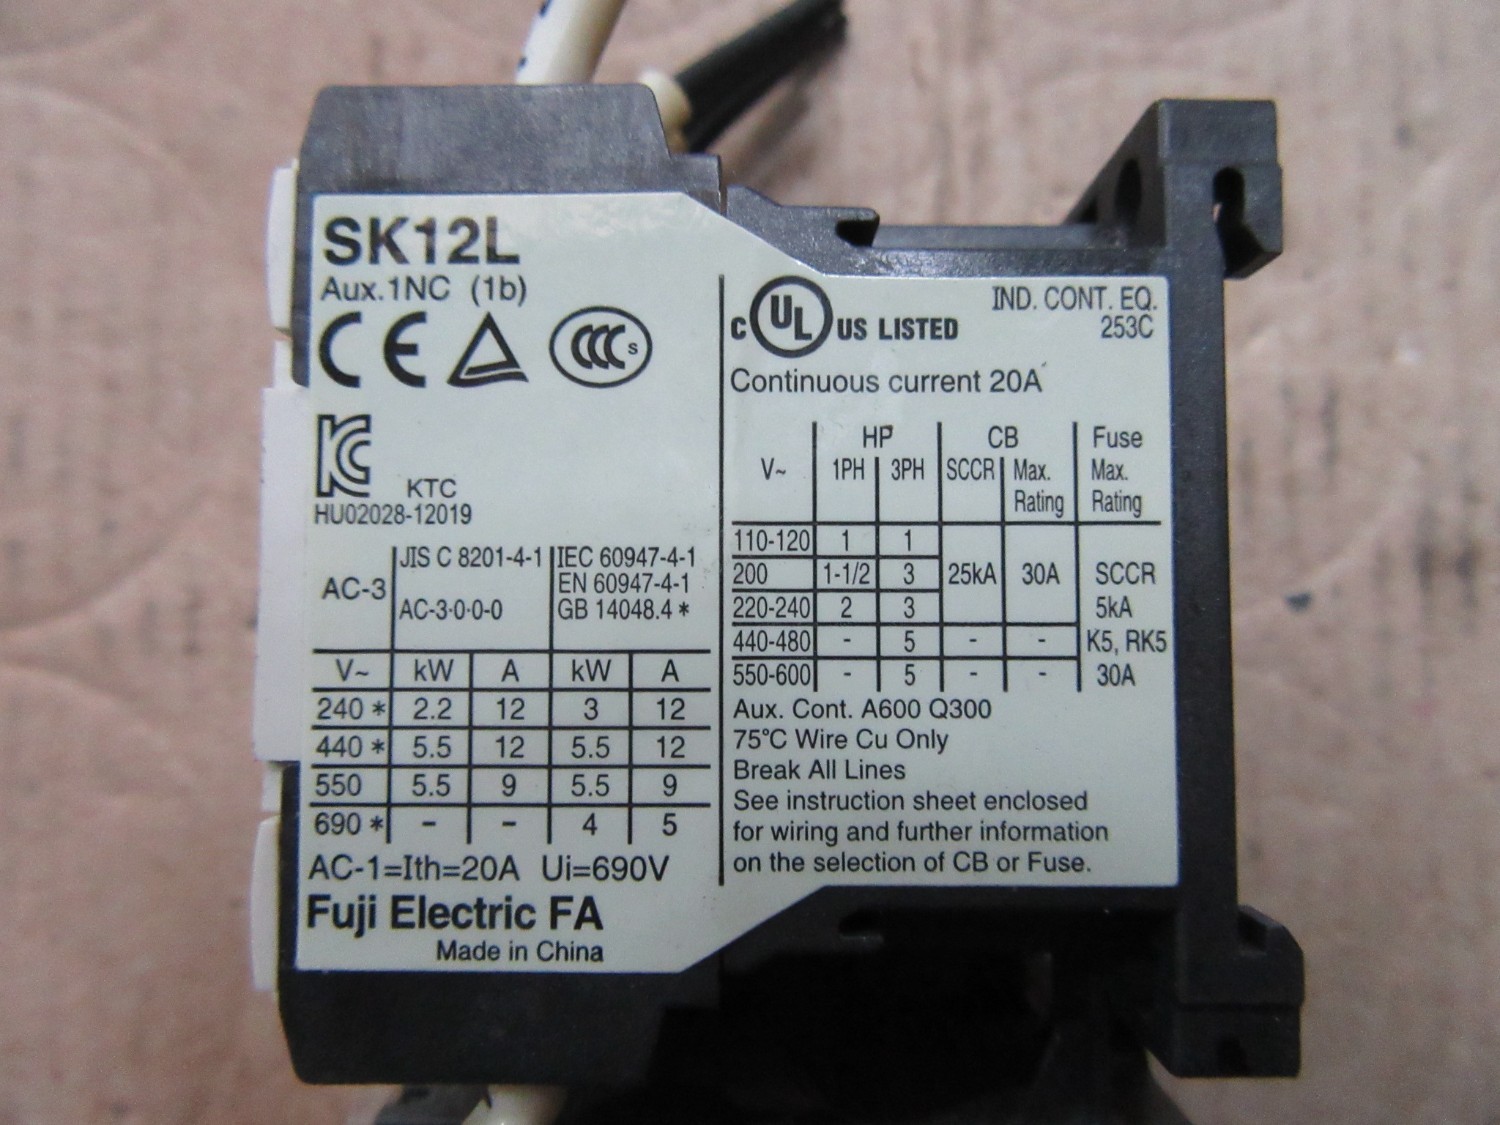 SK12L
Aux.1NC (1b)
CE CCC S
KC
KTC
HU02028-12019
AC-3 JIS C 8201-4-1 AC-3·0·0-0 IEC 60947-4-1 EN 60947-4-1 GB 14048.4 *
V~ kW A kW A
240 * 2.2 12 3 12
440 * 5.5 12 5.5 12
550 5.5 9 5.5 9
690 * - - 4 5
AC-1=Ith=20A Ui=690V
Fuji Electric FA
Made in China
c UL US LISTED
IND. CONT. EQ.
253C
Continuous current 20A
HP CB Fuse
V~ 1PH 3PH SCCR Max. Rating Max. Rating
110-120 1 1
200 1-1/2 3 25kA 30A SCCR
220-240 2 3 5kA
440-480 - 5 - - K5, RK5
550-600 - 5 - - 30A
Aux. Cont. A600 Q300
75°C Wire Cu Only
Break All Lines
See instruction sheet enclosed
for wiring and further information
on the selection of CB or Fuse.